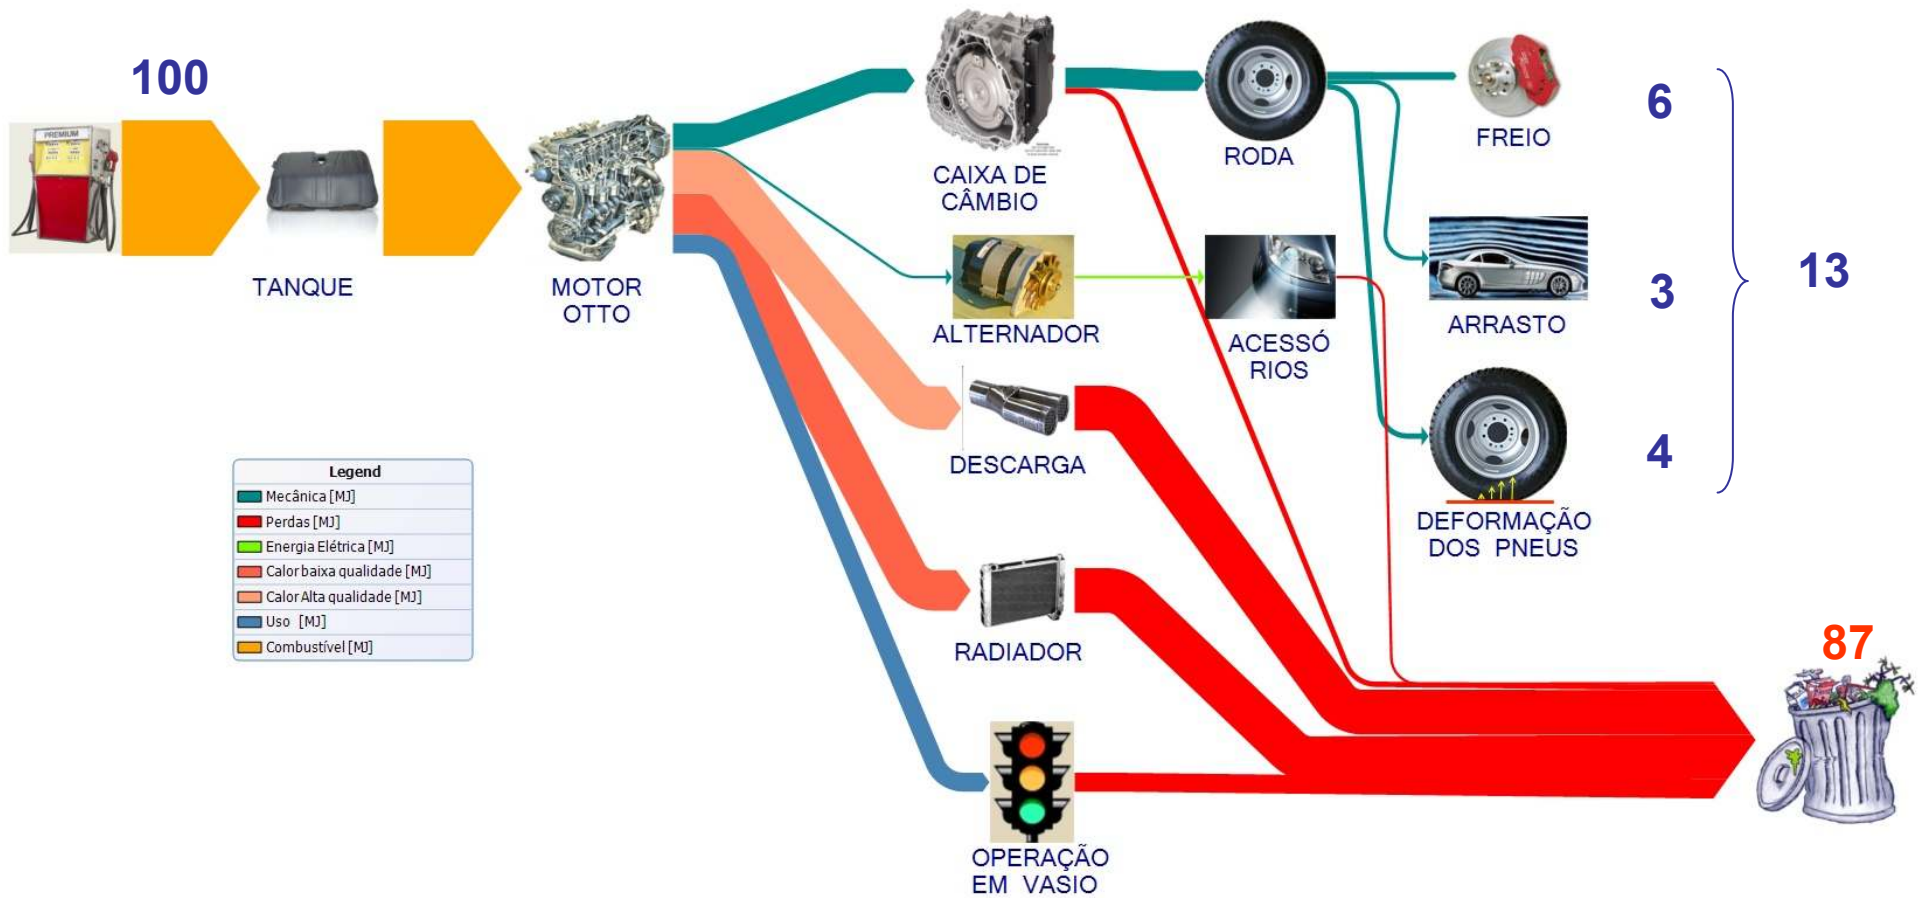 100
PREMIUM
TANQUE
MOTOR
OTTO
CAIXA DE
CÂMBIO
RODA
FREIO
6
ALTERNADOR
ACESSÓ
RIOS
ARRASTO
3
13
DESCARGA
DEFORMAÇÃO
DOS PNEUS
4
Legend
Mecânica [MJ]
Perdas [MJ]
Energia Elétrica [MJ]
Calor baixa qualidade [MJ]
Calor Alta qualidade [MJ]
Uso [MJ]
Combustível [MJ]
RADIADOR
87
OPERAÇÃO
EM VASIO